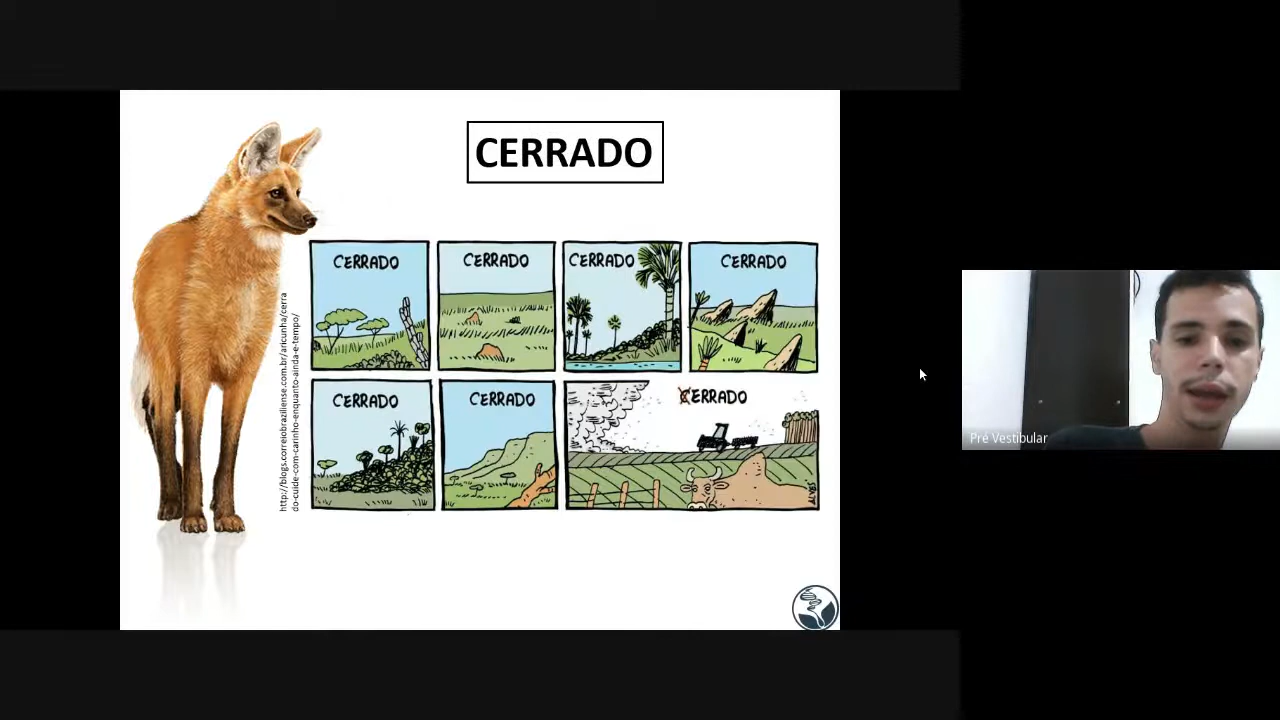 CERRADO
CERRADO
CERRADO
CERRADO
CERRADO
CERRADO
CERRADO
CERRADO
http://blogs.correiobraziliense.com.br/aricunha/cerra
do-cuide-com-carinho-enquanto-ainda-e-tempo/
Pré Vestibular